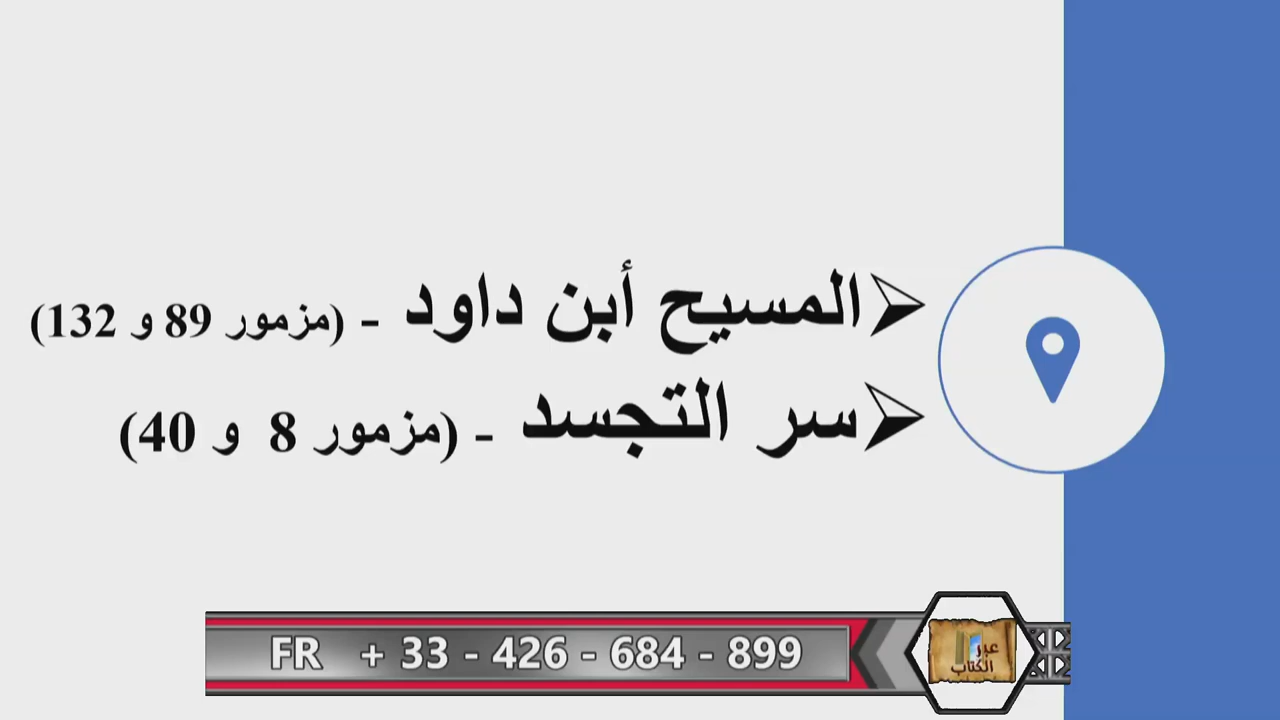 المسيح أبن داود - (مزمور 89 و 132)
سر التجسد - (مزمور 8 و 40)
FR + 33 - 426 - 684 - 899
عبر
الكتاب